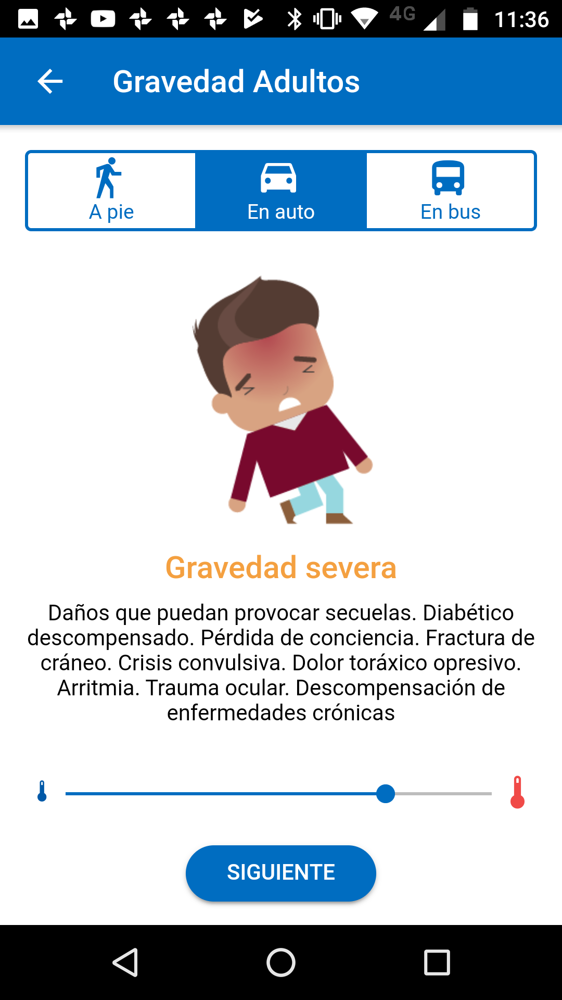 4G 11:36
Gravedad Adultos
A pie En auto En bus
Gravedad severa
Daños que puedan provocar secuelas. Diabético
descompensado. Pérdida de conciencia. Fractura de
cráneo. Crisis convulsiva. Dolor toráxico opresivo.
Arritmia. Trauma ocular. Descompensación de
enfermedades crónicas
SIGUIENTE